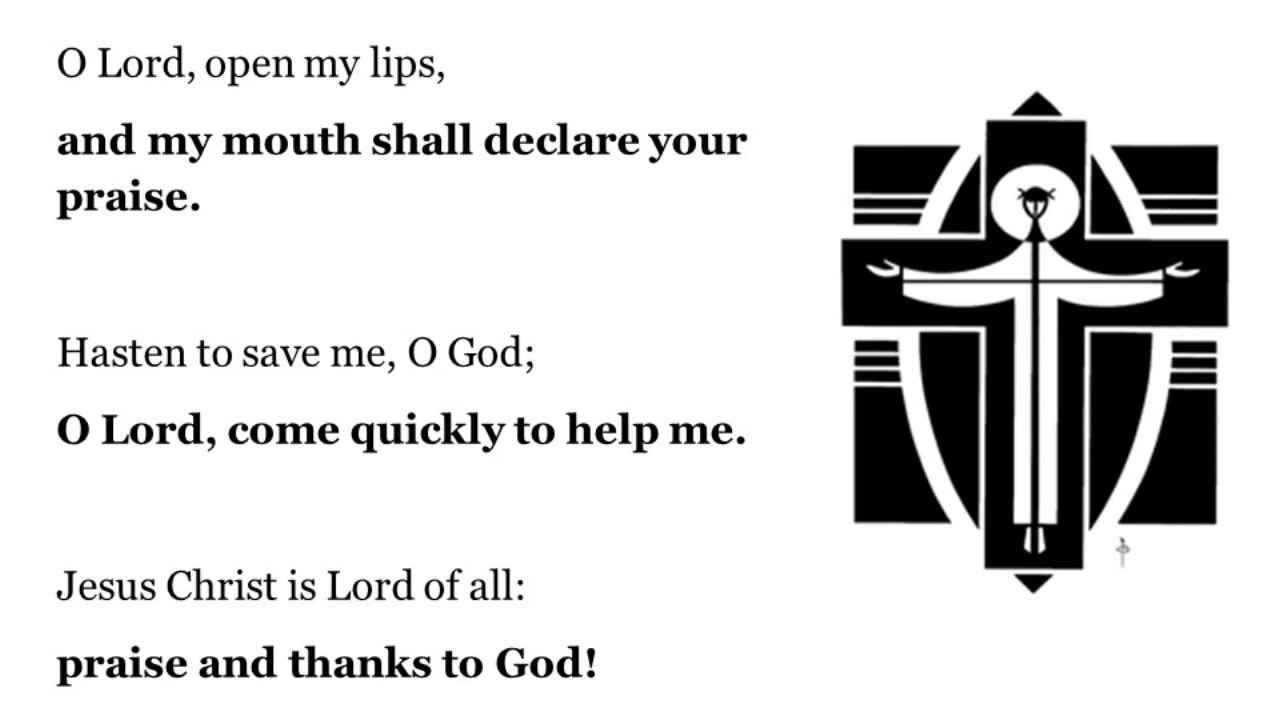 O Lord, open my lips,
and my mouth shall declare your
praise.
Hasten to save me, O God;
O Lord, come quickly to help me.
Jesus Christ is Lord of all:
praise and thanks to God!